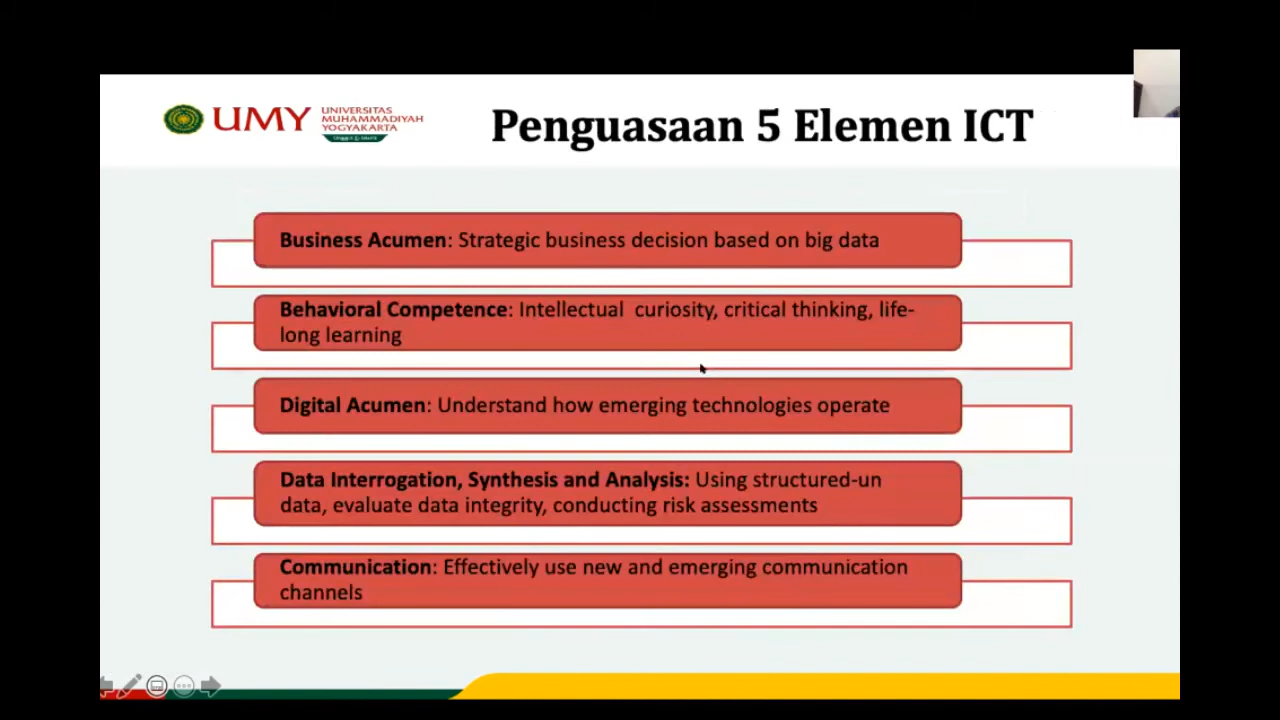 UMY
UNIVERSITAS
MUHAMMADIYAH
YOGYAKARTA
Penguasaan 5 Elemen ICT
Business Acumen: Strategic business decision based on big data
Behavioral Competence: Intellectual curiosity, critical thinking, life-
long learning
Digital Acumen: Understand how emerging technologies operate
Data Interrogation, Synthesis and Analysis: Using structured-un
data, evaluate data integrity, conducting risk assessments
Communication: Effectively use new and emerging communication
channels